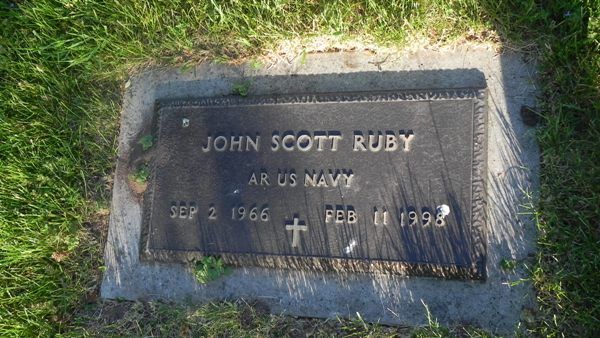 JOHN SCOTT RUBY
AR US NAVY
SEP 2 1966 FEB 11 1998